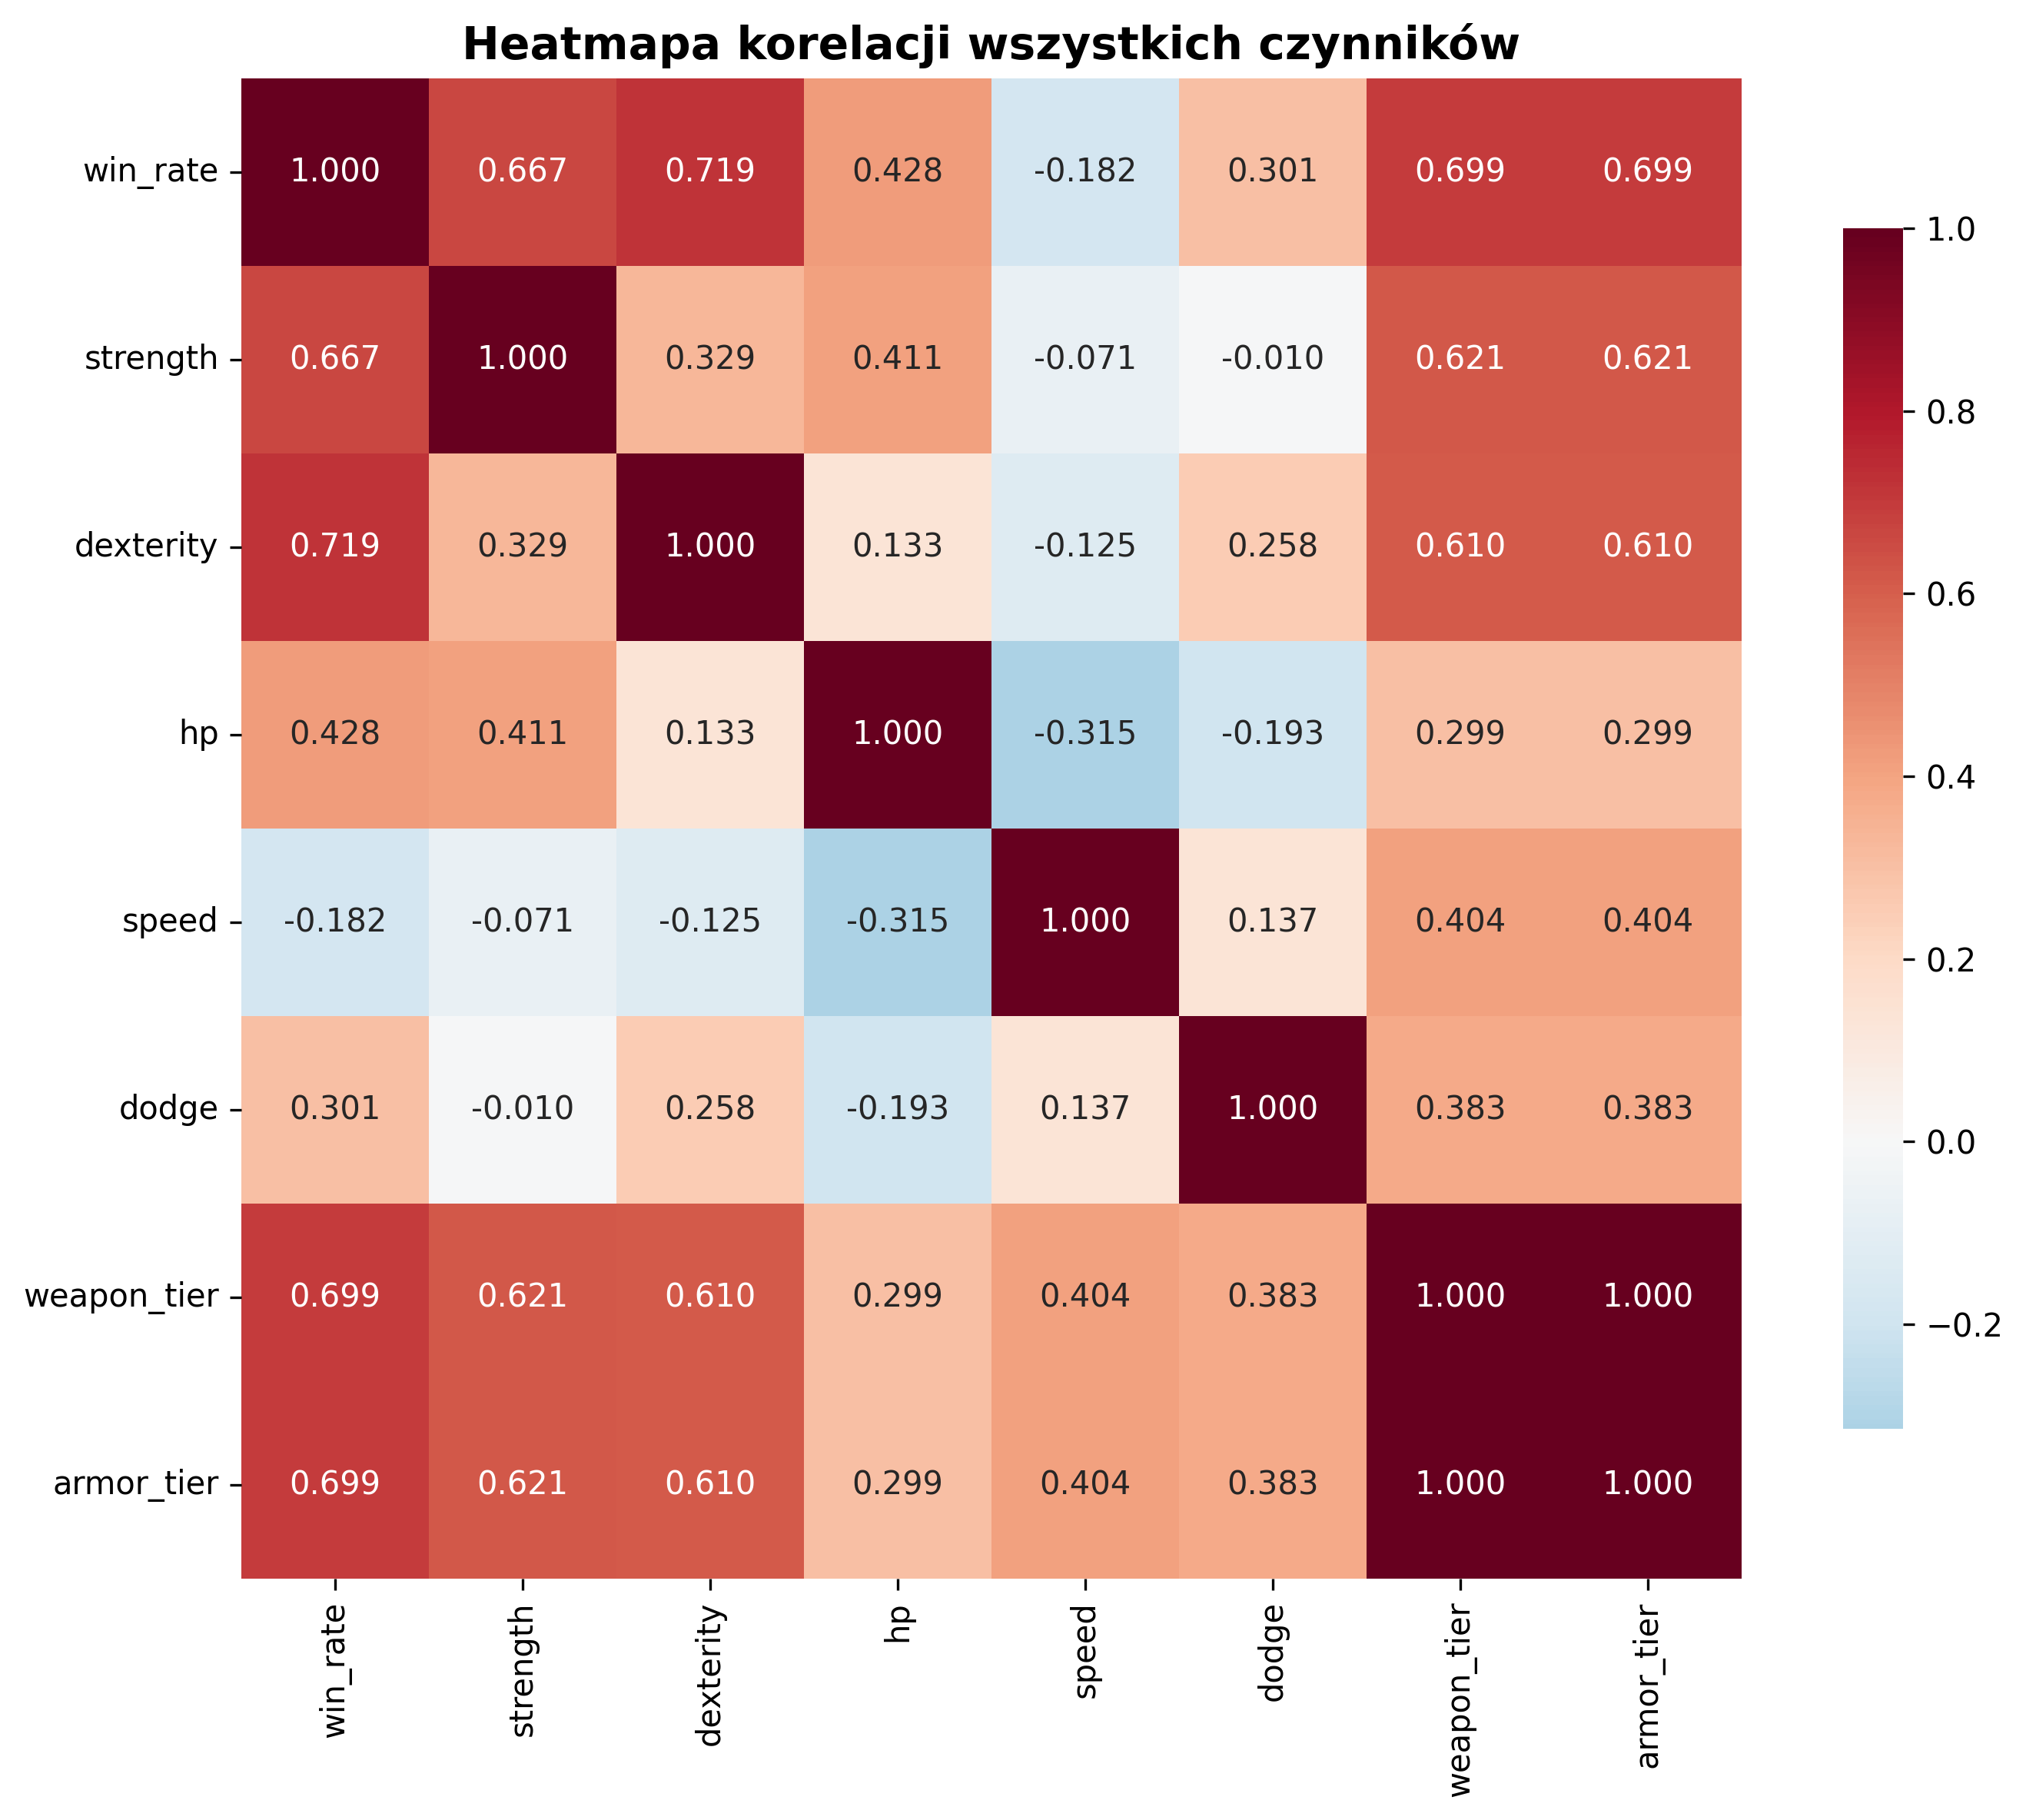 Heatmapa korelacji wszystkich czynników
win_rate 1.000 0.667 0.719 0.428 -0.182 0.301 0.699 0.699
strength 0.667 1.000 0.329 0.411 -0.071 -0.010 0.621 0.621
dexterity 0.719 0.329 1.000 0.133 -0.125 0.258 0.610 0.610
hp 0.428 0.411 0.133 1.000 -0.315 -0.193 0.299 0.299
speed -0.182 -0.071 -0.125 -0.315 1.000 0.137 0.404 0.404
dodge 0.301 -0.010 0.258 -0.193 0.137 1.000 0.383 0.383
weapon_tier 0.699 0.621 0.610 0.299 0.404 0.383 1.000 1.000
armor_tier 0.699 0.621 0.610 0.299 0.404 0.383 1.000 1.000
win_rate strength dexterity hp speed dodge weapon_tier armor_tier
1.0
0.8
0.6
0.4
0.2
0.0
−0.2